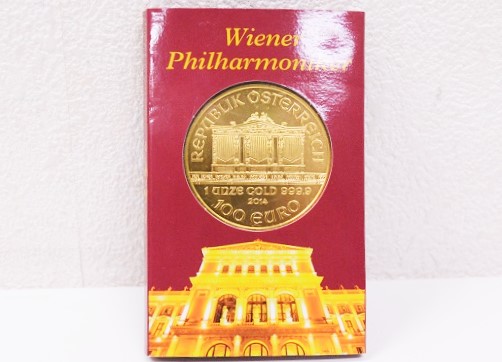 Wiener
Philharmoniker
REPUBLIK ÖSTERREICH
1 UNZE GOLD 999.9
2014
100 EURO